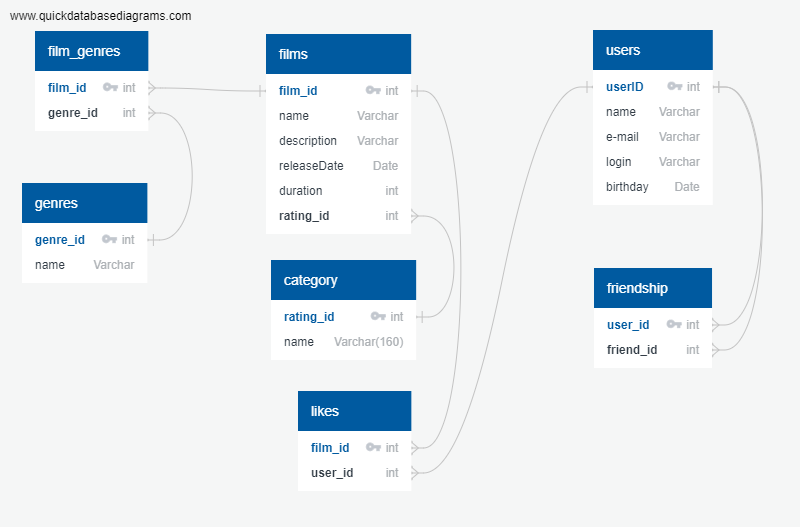 www.quickdatabasediagrams.com
film_genres
film_id int
genre_id int
genres
genre_id int
name Varchar
films
film_id int
name Varchar
description Varchar
releaseDate Date
duration int
rating_id int
category
rating_id int
name Varchar(160)
likes
film_id int
user_id int
users
userID int
name Varchar
e-mail Varchar
login Varchar
birthday Date
friendship
user_id int
friend_id int